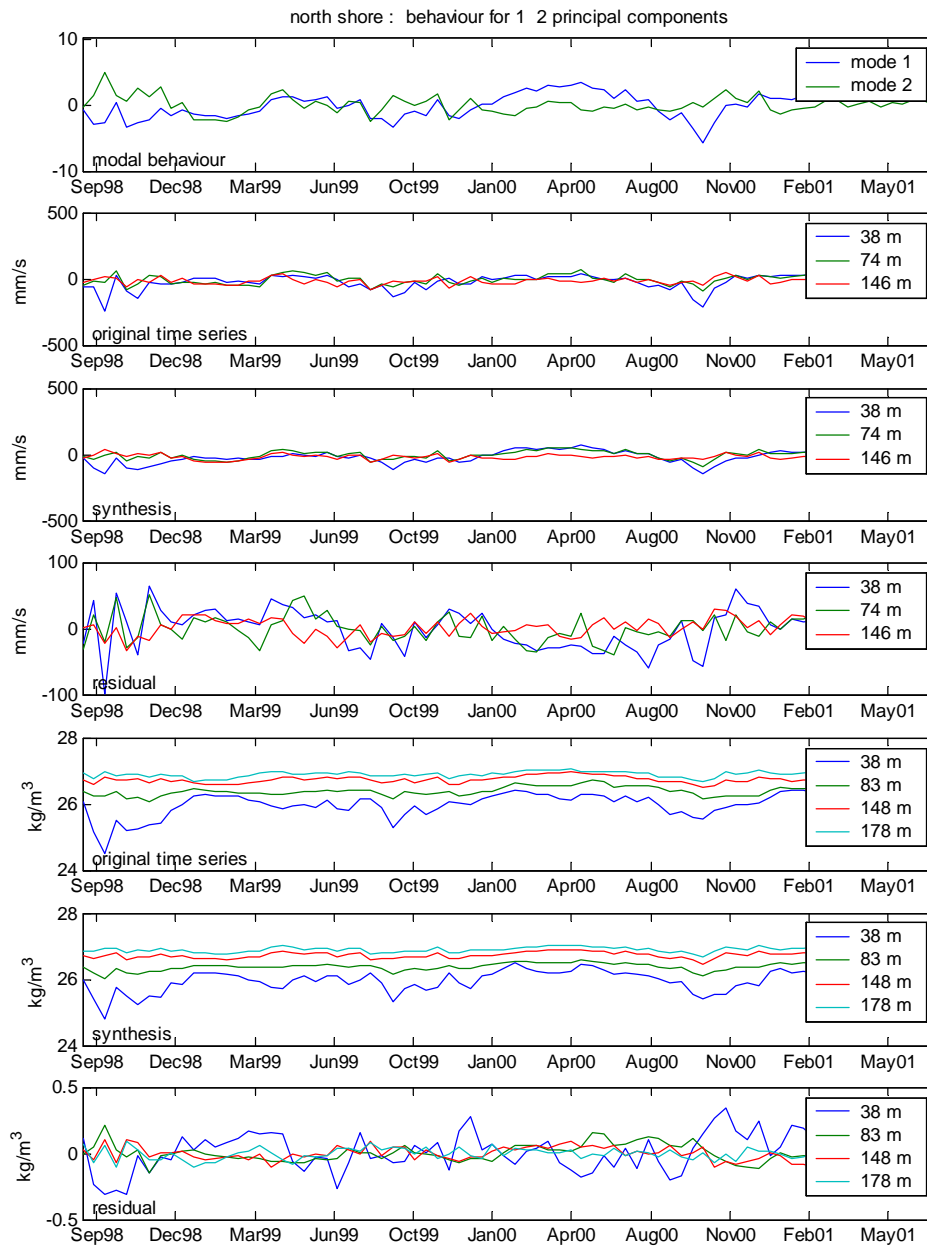 north shore :  behaviour for 1  2 principal components
10
0
-10
mode 1
mode 2
modal behaviour
Sep98 Dec98 Mar99 Jun99 Oct99 Jan00 Apr00 Aug00 Nov00 Feb01 May01
500
0
-500
mm/s
38 m
74 m
146 m
original time series
Sep98 Dec98 Mar99 Jun99 Oct99 Jan00 Apr00 Aug00 Nov00 Feb01 May01
500
0
-500
mm/s
38 m
74 m
146 m
synthesis
Sep98 Dec98 Mar99 Jun99 Oct99 Jan00 Apr00 Aug00 Nov00 Feb01 May01
100
0
-100
mm/s
38 m
74 m
146 m
residual
Sep98 Dec98 Mar99 Jun99 Oct99 Jan00 Apr00 Aug00 Nov00 Feb01 May01
28
26
24
kg/m³
38 m
83 m
148 m
178 m
original time series
Sep98 Dec98 Mar99 Jun99 Oct99 Jan00 Apr00 Aug00 Nov00 Feb01 May01
28
26
24
kg/m³
38 m
83 m
148 m
178 m
synthesis
Sep98 Dec98 Mar99 Jun99 Oct99 Jan00 Apr00 Aug00 Nov00 Feb01 May01
0.5
0
-0.5
kg/m³
38 m
83 m
148 m
178 m
residual
Sep98 Dec98 Mar99 Jun99 Oct99 Jan00 Apr00 Aug00 Nov00 Feb01 May01